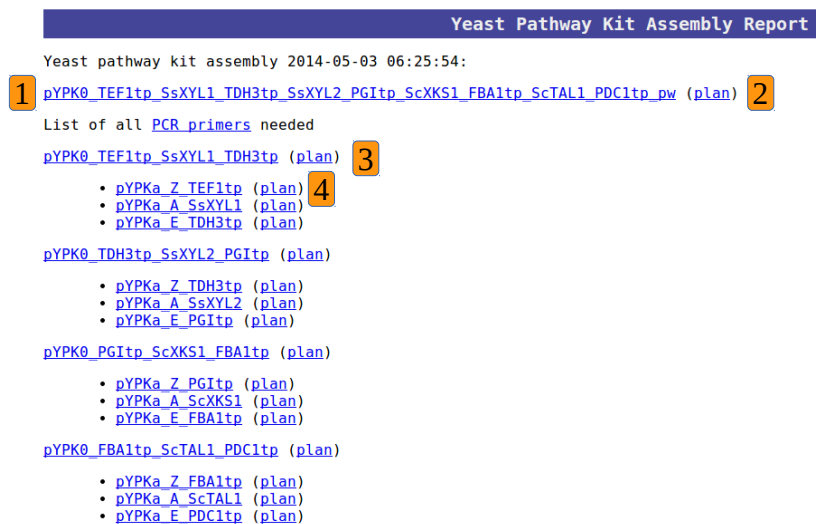 Yeast Pathway Kit Assembly Report
Yeast pathway kit assembly 2014-05-03 06:25:54:
1 pYPK0_TEF1tp_SsXYL1_TDH3tp_SsXYL2_PGItp_ScXKS1_FBA1tp_ScTAL1_PDC1tp_pw (plan) 2
List of all PCR primers needed
pYPK0_TEF1tp_SsXYL1_TDH3tp (plan) 3
• pYPKa_Z_TEF1tp (plan) 4
• pYPKa_A_SsXYL1 (plan)
• pYPKa_E_TDH3tp (plan)
pYPK0_TDH3tp_SsXYL2_PGItp (plan)
• pYPKa_Z_TDH3tp (plan)
• pYPKa_A_SsXYL2 (plan)
• pYPKa_E_PGItp (plan)
pYPK0_PGItp_ScXKS1_FBA1tp (plan)
• pYPKa_Z_PGItp (plan)
• pYPKa_A_ScXKS1 (plan)
• pYPKa_E_FBA1tp (plan)
pYPK0_FBA1tp_ScTAL1_PDC1tp (plan)
• pYPKa_Z_FBA1tp (plan)
• pYPKa_A_ScTAL1 (plan)
• pYPKa_E_PDC1tp (plan)